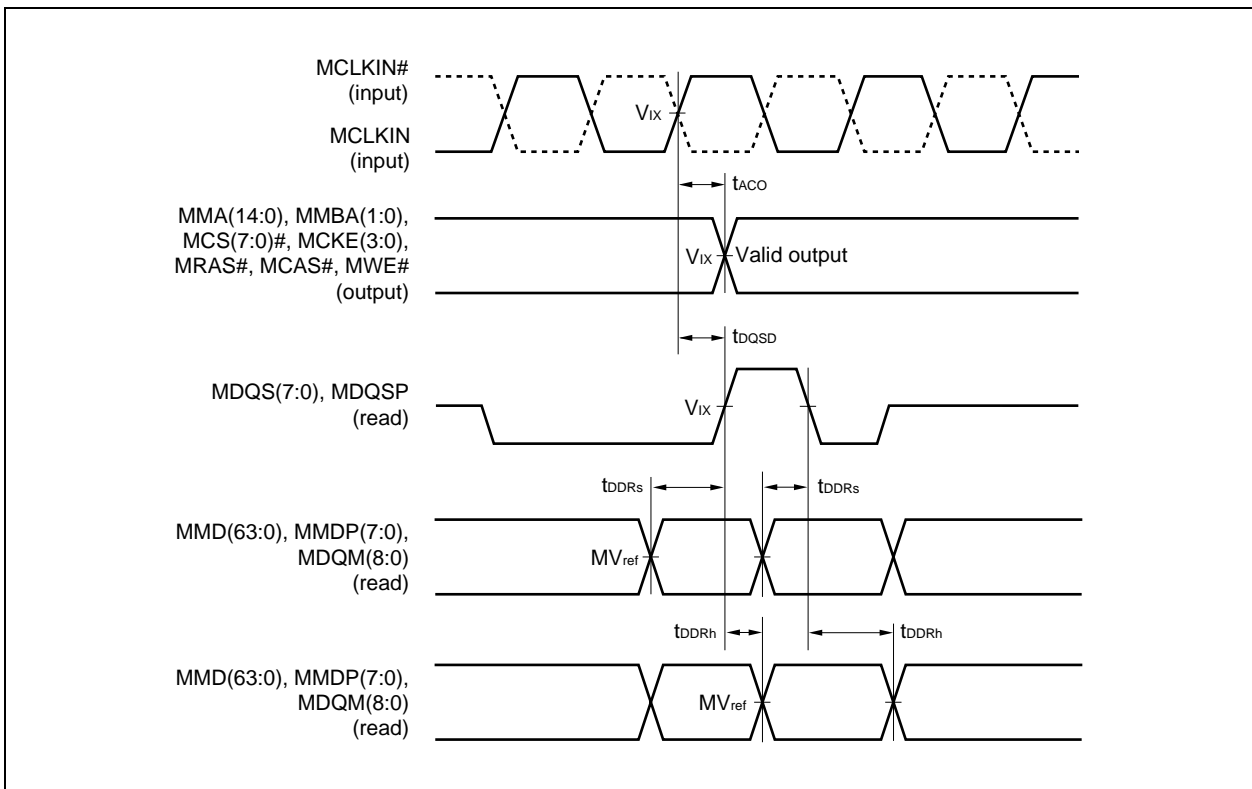 MCLKIN#
(input)
VIX
MCLKIN
(input)
tACO
MMA(14:0), MMBA(1:0),
MCS(7:0)#, MCKE(3:0),
MRAS#, MCAS#, MWE#
(output)
VIX
Valid output
tDQSD
MDQS(7:0), MDQSP
(read)
VIX
tDDRs
tDDRs
MMD(63:0), MMDP(7:0),
MDQM(8:0)
(read)
MVref
tDDRh
tDDRh
MMD(63:0), MMDP(7:0),
MDQM(8:0)
(read)
MVref